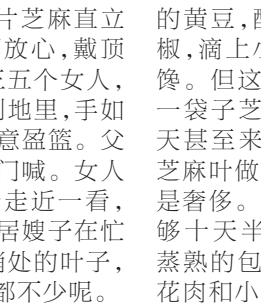 片芝麻直立
放心，戴顶
五个女人，
地里，手如
意盈篮。父
门喊。女人
走近一看，
居嫂子在忙
处的叶子，
都不少呢。
的黄豆，
椒，滴上
馋。但这
一袋子芝
天甚至来
芝麻叶做
是奢侈。
够十天半
蒸熟的包
花肉和小